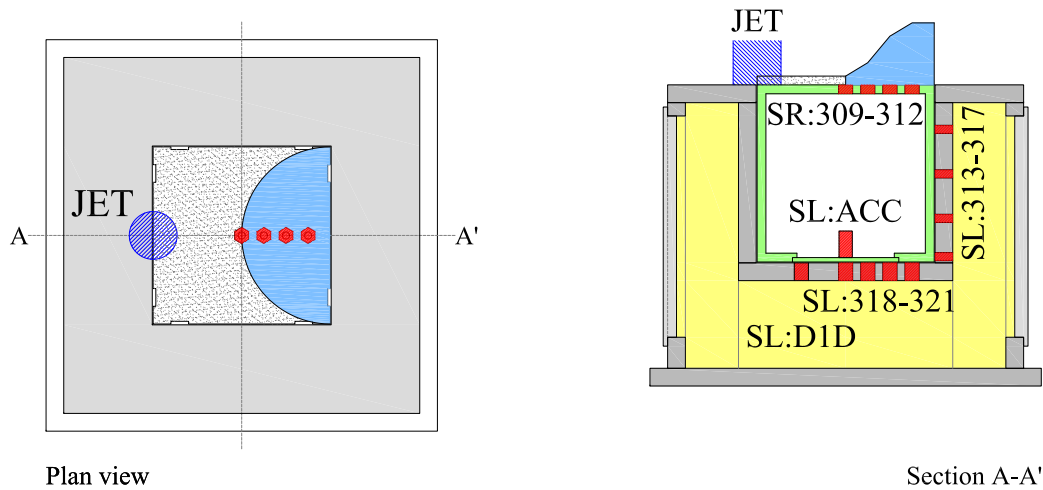 JET
A
A'
Plan view
JET
SR:309-312
SL:313-317
SL:ACC
SL:318-321
SL:D1D
Section A-A'